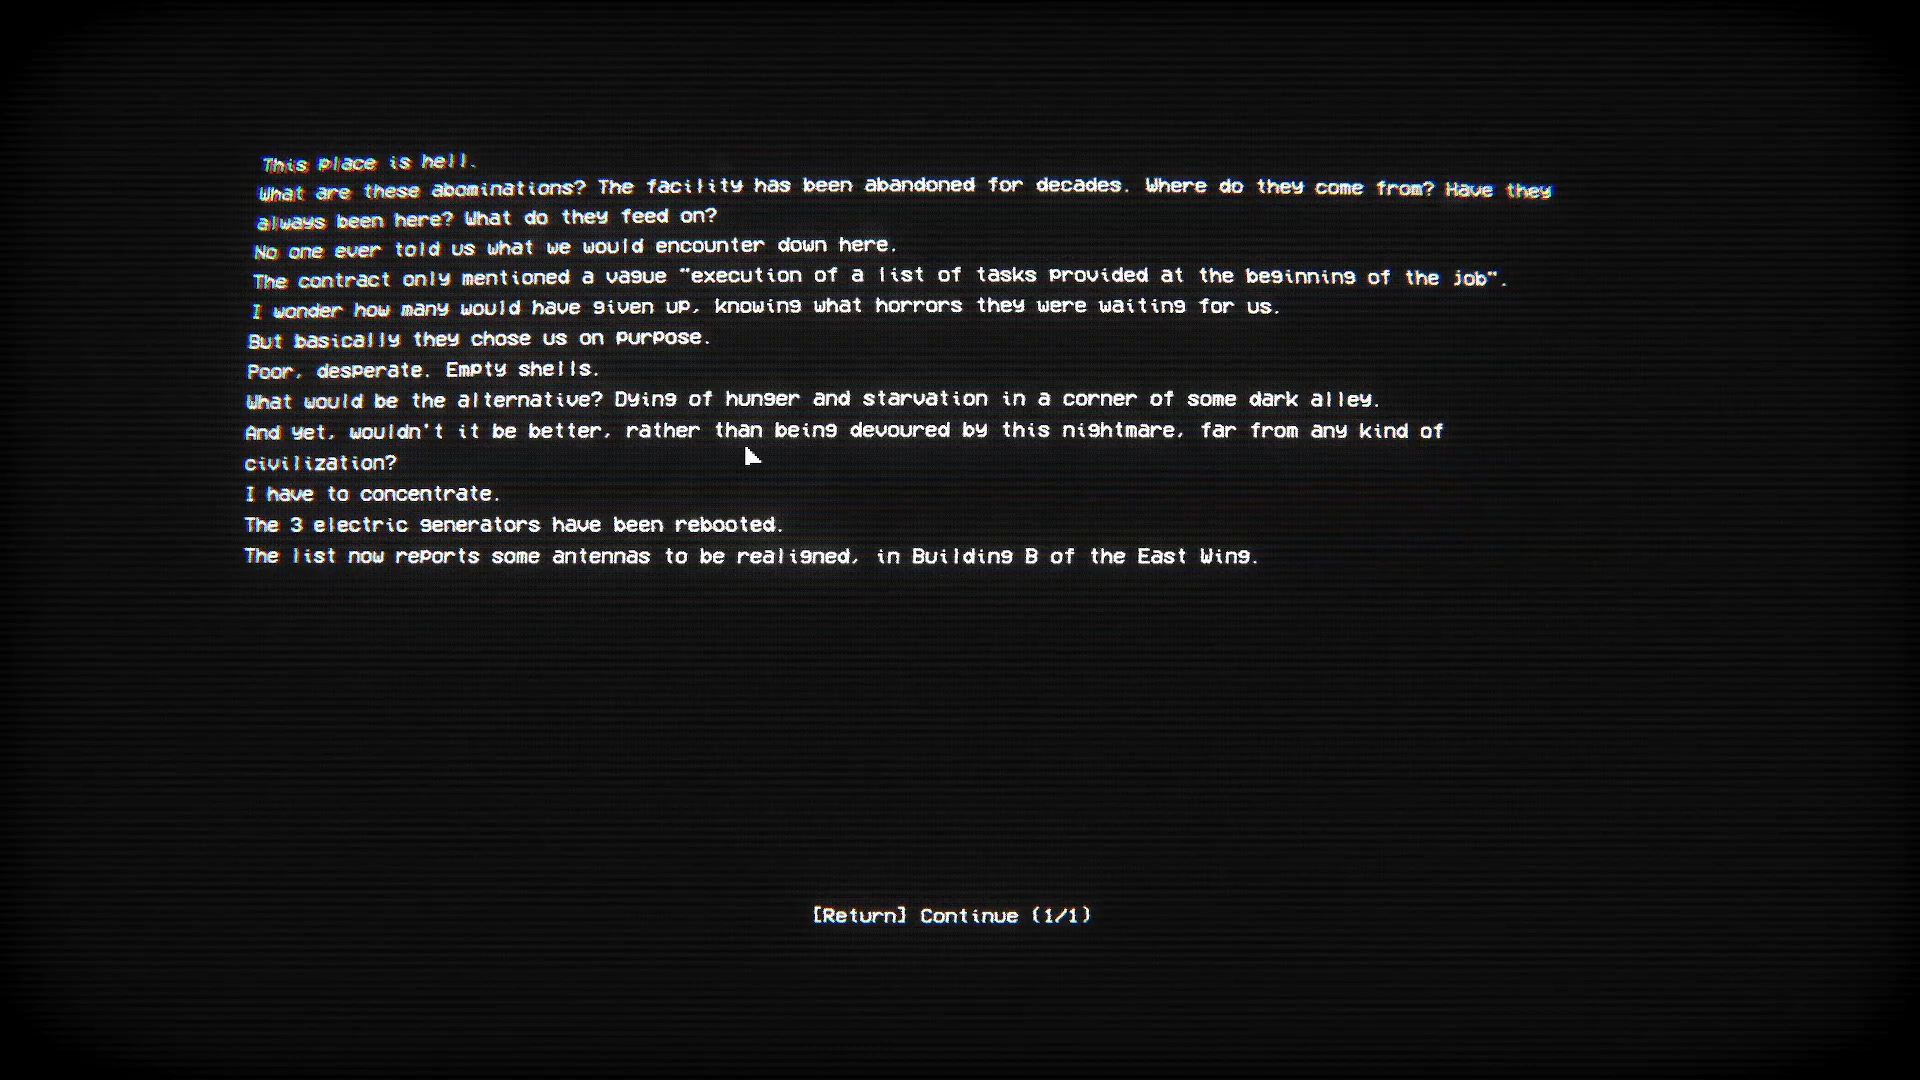 This place is hell.
What are these abominations? The facility has been abandoned for decades. Where do they come from? Have they
always been here? What do they feed on?
No one ever told us what we would encounter down here.
The contract only mentioned a vague "execution of a list of tasks provided at the beginning of the job".
I wonder how many would have given up, knowing what horrors they were waiting for us.
But basically they chose us on purpose.
Poor, desperate. Empty shells.
What would be the alternative? Dying of hunger and starvation in a corner of some dark alley.
And yet, wouldn't it be better, rather than being devoured by this nightmare, far from any kind of
civilization?
I have to concentrate.
The 3 electric generators have been rebooted.
The list now reports some antennas to be realigned, in Building B of the East Wing.
[Return] Continue (1/1)